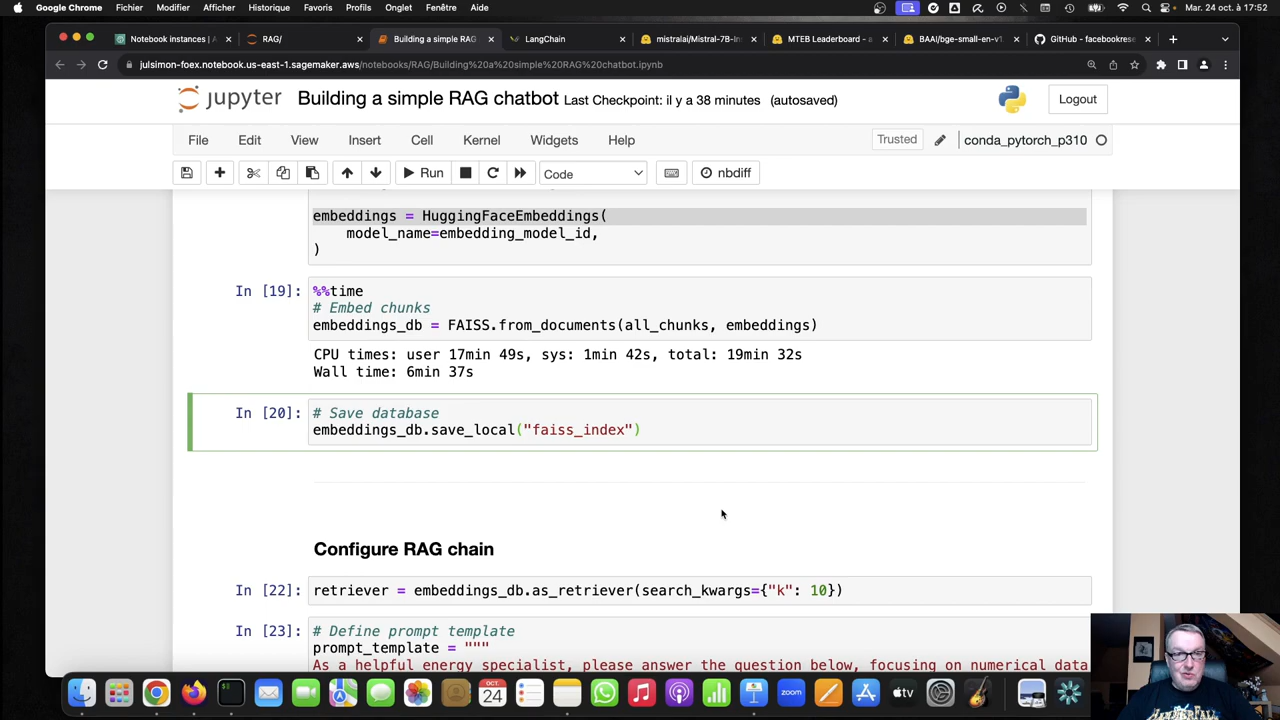 Google Chrome Fichier Modifier Afficher Historique Favoris Profils Onglet Fenêtre Aide Mar. 24 oct. à 17:52
Notebook instances | A RAG/ Building a simple RAG LangChain mistralai/Mistral-7B-In MTEB Leaderboard - a BAAI/bge-small-en-v1. GitHub - facebookrese
julsimon-foex.notebook.us-east-1.sagemaker.aws/notebooks/RAG/Building%20a%20simple%20RAG%20chatbot.ipynb
jupyter Building a simple RAG chatbot Last Checkpoint: il y a 38 minutes (autosaved) Logout
File Edit View Insert Cell Kernel Widgets Help Trusted conda_pytorch_p310
Run Code nbdiff
embeddings = HuggingFaceEmbeddings(
model_name=embedding_model_id,
)
In [19]: %%time
# Embed chunks
embeddings_db = FAISS.from_documents(all_chunks, embeddings)
CPU times: user 17min 49s, sys: 1min 42s, total: 19min 32s
Wall time: 6min 37s
In [20]: # Save database
embeddings_db.save_local("faiss_index")
Configure RAG chain
In [22]: retriever = embeddings_db.as_retriever(search_kwargs={"k": 10})
In [23]: # Define prompt template
prompt_template = """
As a helpful energy specialist, please answer the question below, focusing on numerical data
OCT.
24
zoom
tv
HAMMERFALL